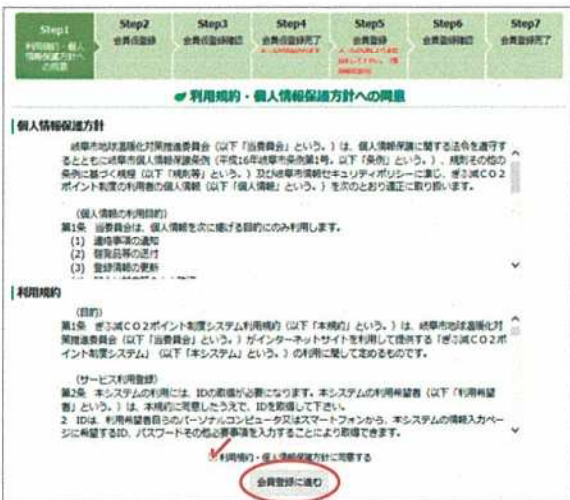 Step1
利用規約・個人
情報保護方針へ
の同意
Step2
会員仮登録
Step3
会員仮登録確認
Step4
会員仮登録完了
Step5
会員登録
Step6
会員登録確認
Step7
会員登録完了
利用規約・個人情報保護方針への同意
個人情報保護方針
岐阜市地球温暖化対策推進委員会（以下「当委員会」という。）は、個人情報保護に関する法令を遵守す
るとともに岐阜市個人情報保護条例（平成16年岐阜市条例第1号。以下「条例」という。）、規則その他の
条例に基づく規程（以下「規則等」という。）及び岐阜市情報セキュリティポリシーに準じ、ぎふ減CO2
ポイント制度の利用者の個人情報（以下「個人情報」という。）を次のとおり適正に取り扱います。
（個人情報の利用目的）
第1条　当委員会は、個人情報を次に掲げる目的にのみ利用します。
(1)　連絡事項の通知
(2)　啓発品等の送付
(3)　登録情報の更新
利用規約
（目的）
第1条　ぎふ減CO2ポイント制度システム利用規約（以下「本規約」という。）は、岐阜市地球温暖化対
策推進委員会（以下「当委員会」という。）がインターネットサイトを利用して提供する「ぎふ減CO2ポ
イント制度システム」（以下「本システム」という。）の利用に関して定めるものです。
（サービス利用登録）
第2条　本システムの利用には、IDの取得が必要になります。本システムの利用希望者（以下「利用希望
者」という。）は、本規約に同意したうえで、IDを取得して下さい。
2　IDは、利用希望者自らのパーソナルコンピュータ又はスマートフォンから、本システムの情報入力ペー
ジに希望するID、パスワードその他必要事項を入力することにより取得できます。
利用規約・個人情報保護方針に同意する
会員登録に進む